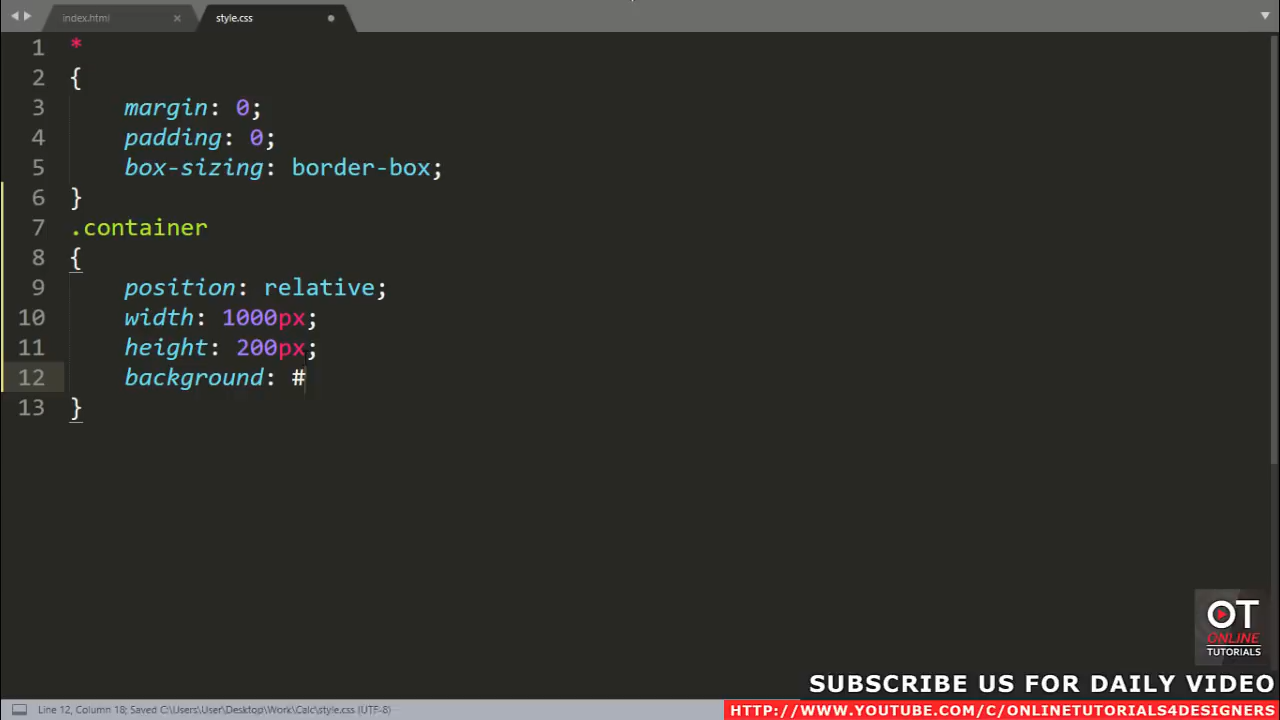 index.html × style.css
1 *
2 {
3 margin: 0;
4 padding: 0;
5 box-sizing: border-box;
6 }
7 .container
8 {
9 position: relative;
10 width: 1000px;
11 height: 200px;
12 background: #
13 }
OT
ONLINE
TUTORIALS
SUBSCRIBE US FOR DAILY VIDEO
Line 12, Column 18; Saved C:\Users\User\Desktop\Work\Calc\style.css (UTF-8)
HTTP://WWW.YOUTUBE.COM/C/ONLINETUTORIALS4DESIGNERS